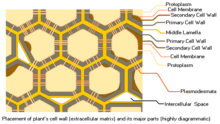 Protoplasm
Cell Membrane
Secondary Cell Wall
Primary Cell Wall
Middle Lamella
Primary Cell Wall
Secondary Cell Wall
Cell Membrane
Protoplasm
Plasmodesmata
Intercellular Space
Placement of plant's cell wall (extracellular matrix) and its major parts (highly diagrammatic)